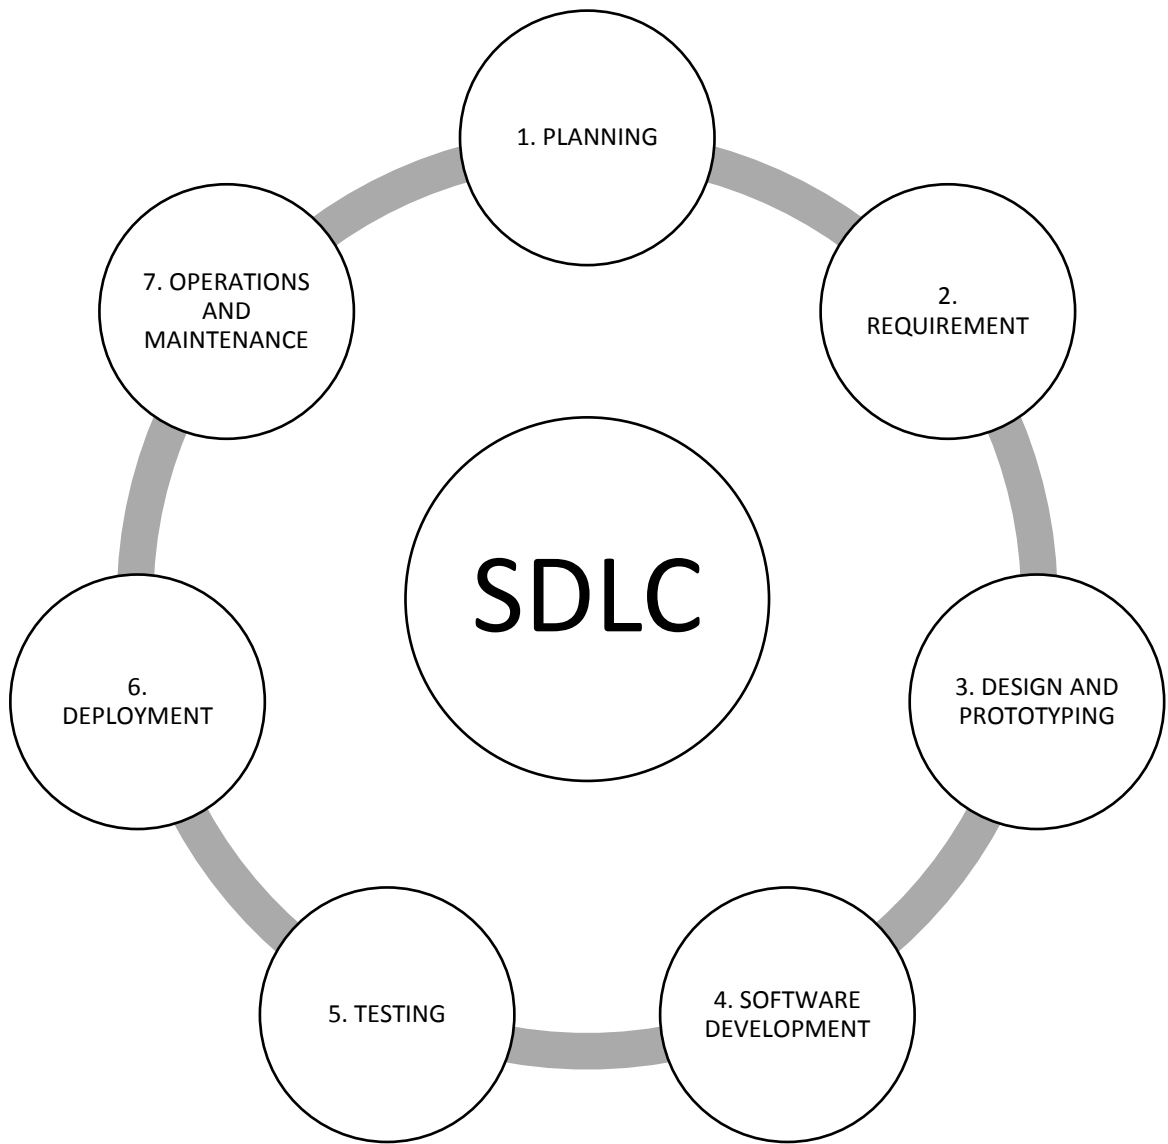 1. PLANNING
2.
REQUIREMENT
3. DESIGN AND
PROTOTYPING
4. SOFTWARE
DEVELOPMENT
5. TESTING
6.
DEPLOYMENT
7. OPERATIONS
AND
MAINTENANCE
SDLC